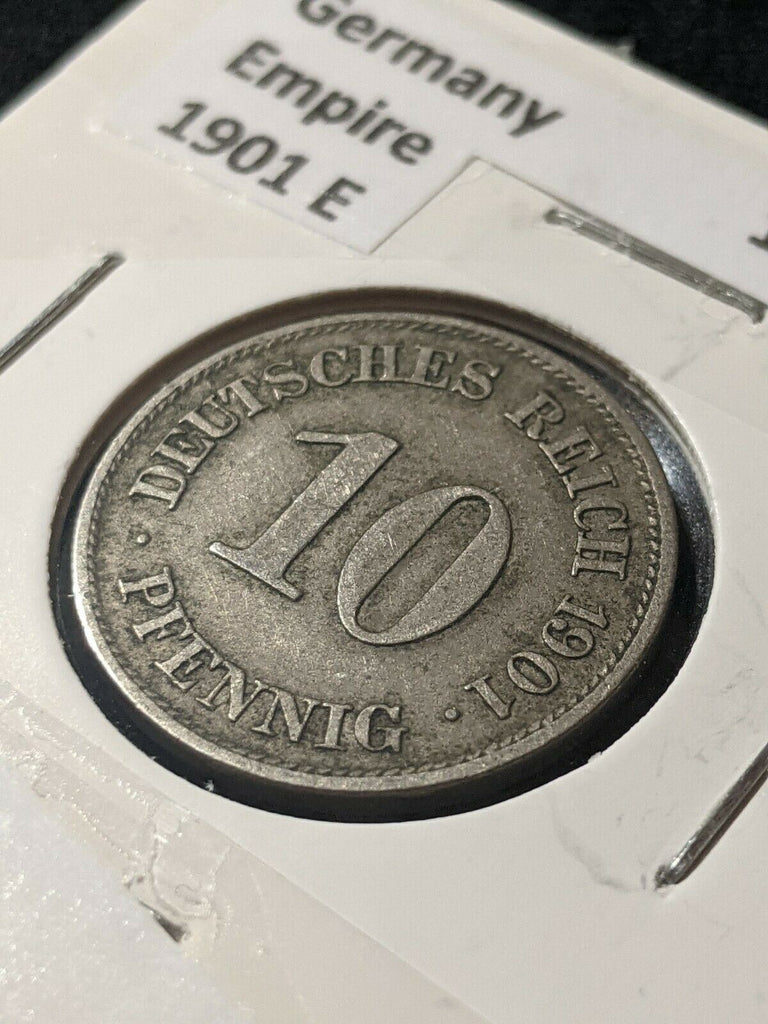 Germany
Empire
1901 E
DEUTSCHES REICH 1901
10
· PFENNIG ·